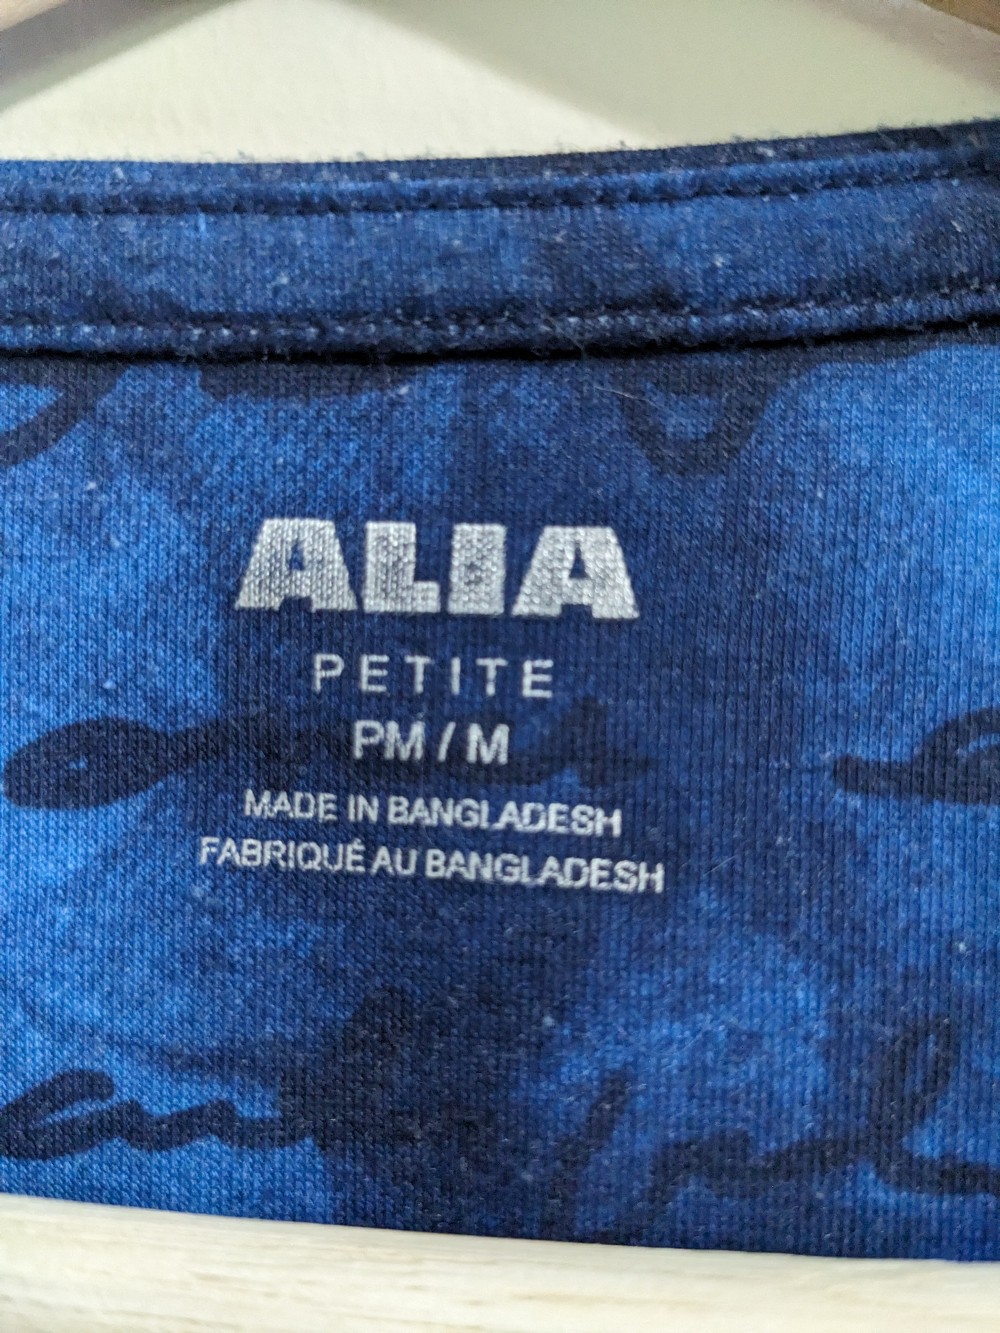 ALIA
PETITE
PM / M
MADE IN BANGLADESH
FABRIQUÉ AU BANGLADESH